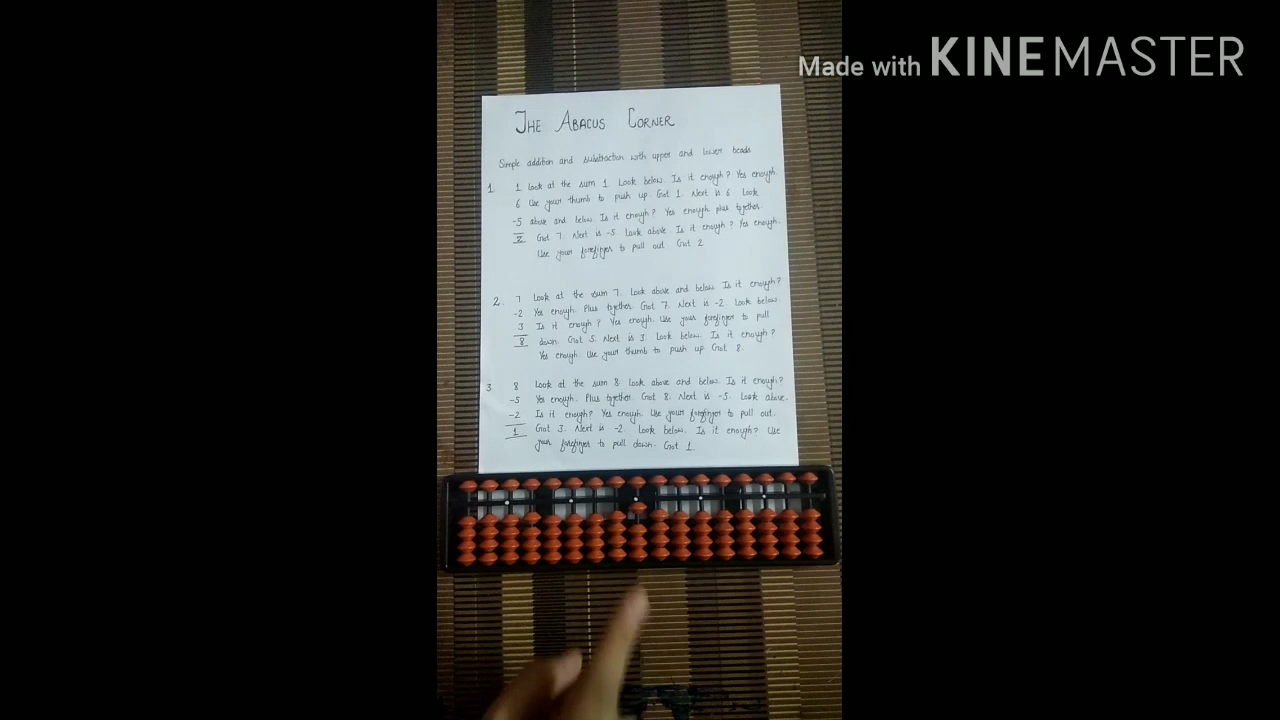 Made with KINEMASTER
THE ABACUS CORNER
Simple addition and substraction with upper and lower beads
1. 1 Look at the sum 1. Look below. Is it enough? Yes enough.
6 Use your thumb to push up. Got 1. Next is 6 Look
-5 above and below. Is it enough? Yes enough. plus together.
2 Got 7. Next is -5. Look above. Is it enough? Yes enough.
Use your forefinger to pull out. Got 2
2. 7 Look at the sum 7. Look above and below. Is it enough?
-2 Yes enough. Plus together. Got 7. Next is -2. Look below.
3 Is it enough? Yes enough. Use your forefinger to pull
8 down. Got 5. Next is 3. Look below. Is it enough?
Yes enough. Use your thumb to push up. Got 8.
3 8 Look at the sum 8. Look above and below. Is it enough?
-5 Yes enough. Plus together. Got 8. Next is -5. Look above.
-2 Is it enough? Yes enough. Use your forefinger to pull out.
1 Got 3. Next is -2. Look below. Is it enough? Use
your forefinger to pull down. Got 1.